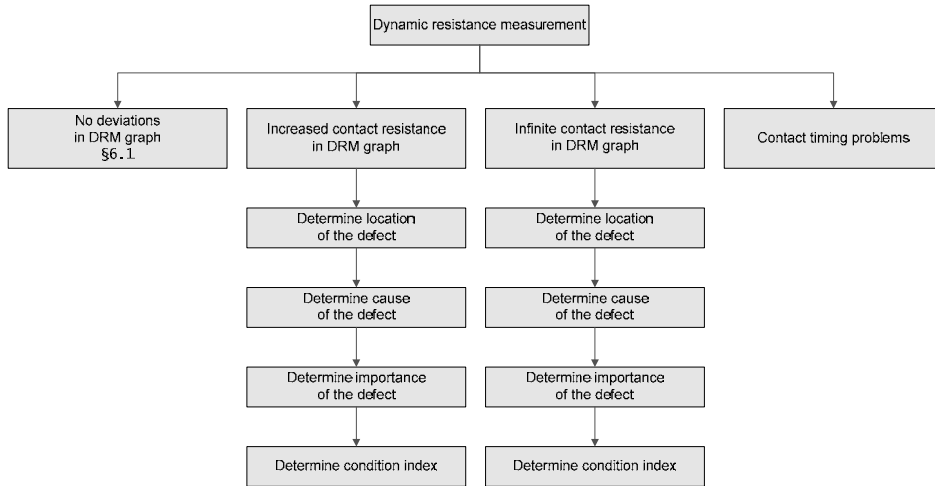 Dynamic resistance measurement
No deviations
in DRM graph
§6.1
Increased contact resistance
in DRM graph
Infinite contact resistance
in DRM graph
Contact timing problems
Determine location
of the defect
Determine location
of the defect
Determine cause
of the defect
Determine cause
of the defect
Determine importance
of the defect
Determine importance
of the defect
Determine condition index
Determine condition index